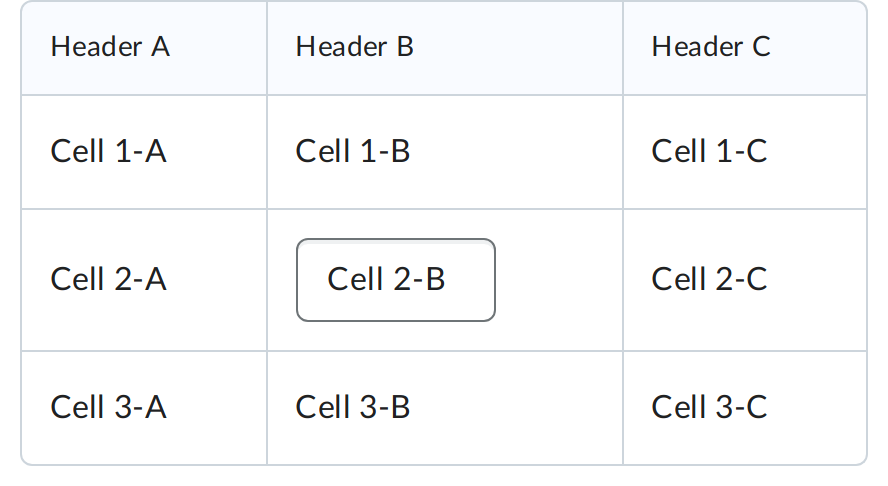 Header A Header B Header C
Cell 1-A Cell 1-B Cell 1-C
Cell 2-A Cell 2-B Cell 2-C
Cell 3-A Cell 3-B Cell 3-C